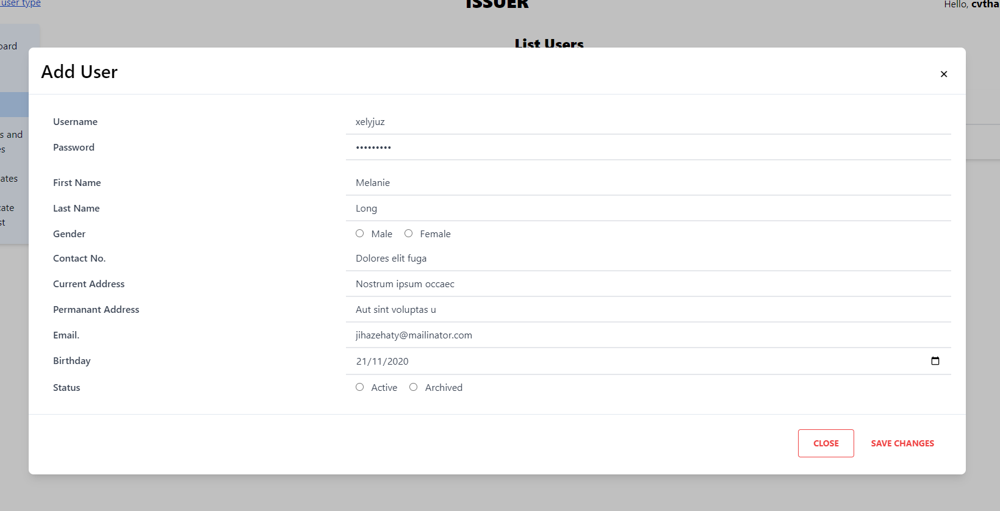 user type
ISSUER
Hello, cvtha
List Users
oard
s and
es
ates
cate
st
Add User
×
Username xelyjuz
Password •••••••••
First Name Melanie
Last Name Long
Gender Male Female
Contact No. Dolores elit fuga
Current Address Nostrum ipsum occaec
Permanant Address Aut sint voluptas u
Email. jihazehaty@mailinator.com
Birthday 21/11/2020
Status Active Archived
CLOSE SAVE CHANGES